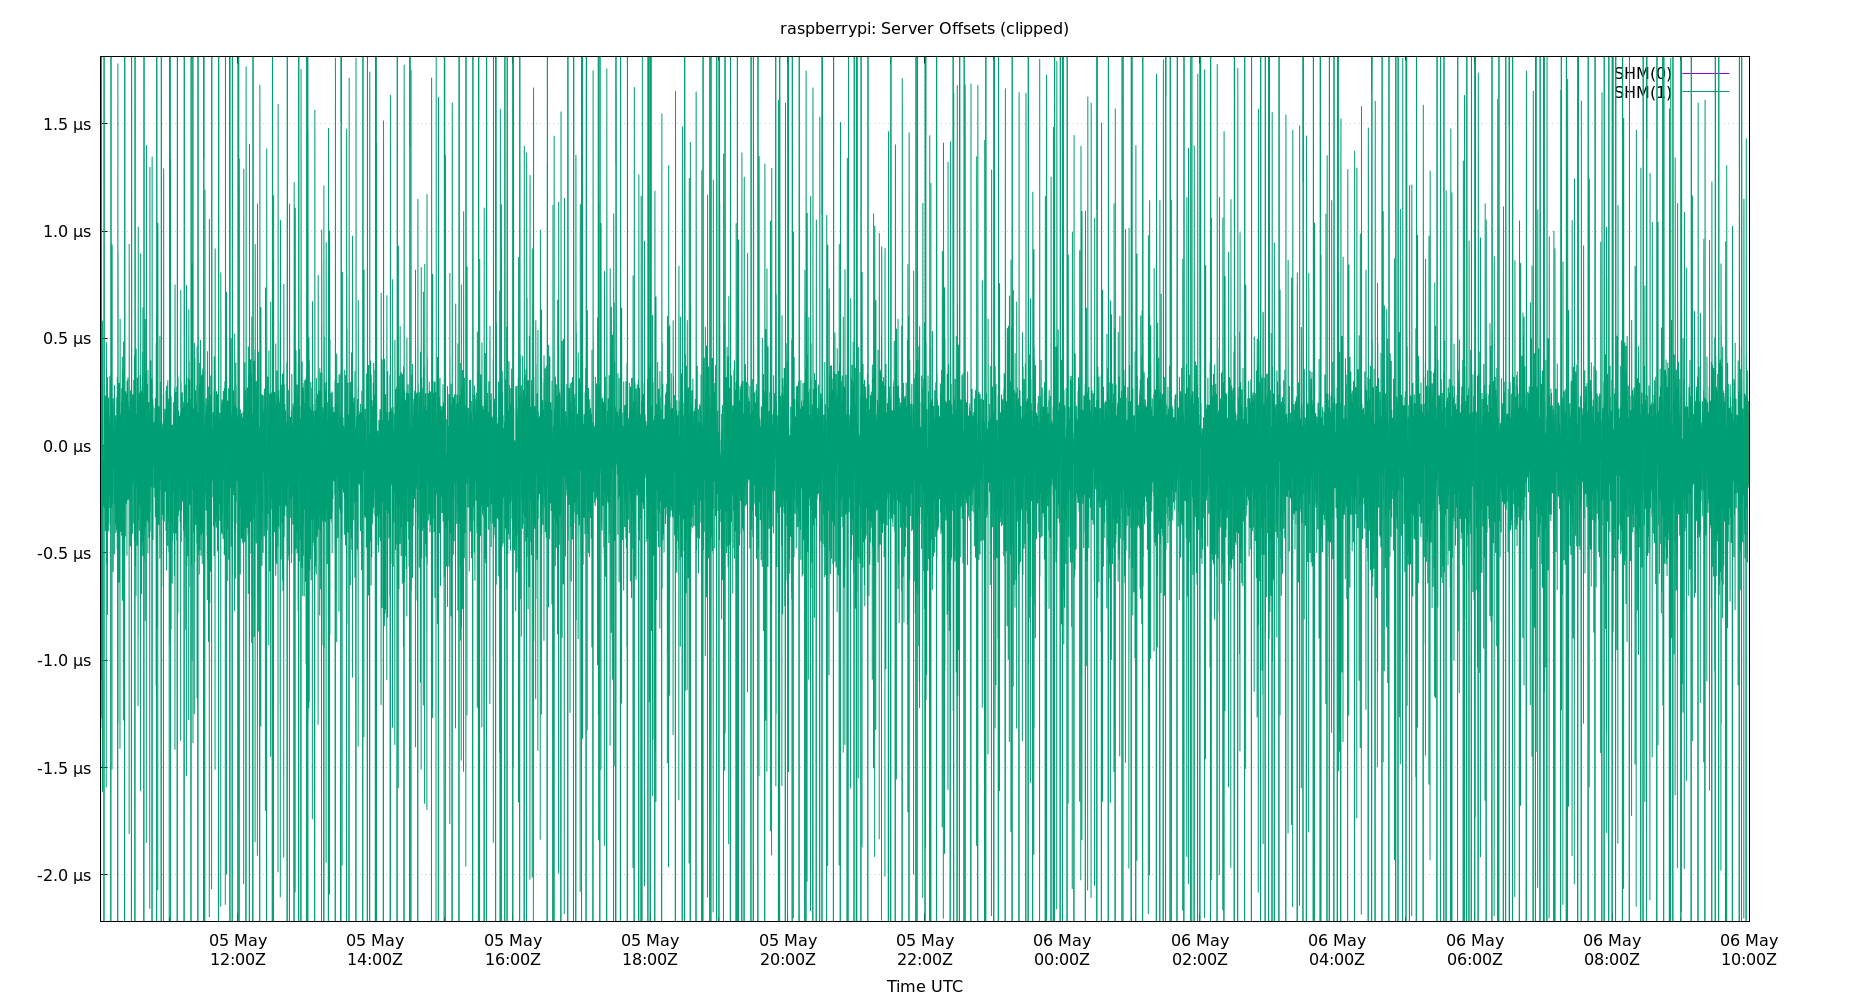 raspberrypi: Server Offsets (clipped)
SHM(0)
SHM(1)
1.5 µs
1.0 µs
0.5 µs
0.0 µs
-0.5 µs
-1.0 µs
-1.5 µs
-2.0 µs
05 May 05 May 05 May 05 May 05 May 05 May 06 May 06 May 06 May 06 May 06 May 06 May
12:00Z 14:00Z 16:00Z 18:00Z 20:00Z 22:00Z 00:00Z 02:00Z 04:00Z 06:00Z 08:00Z 10:00Z
Time UTC